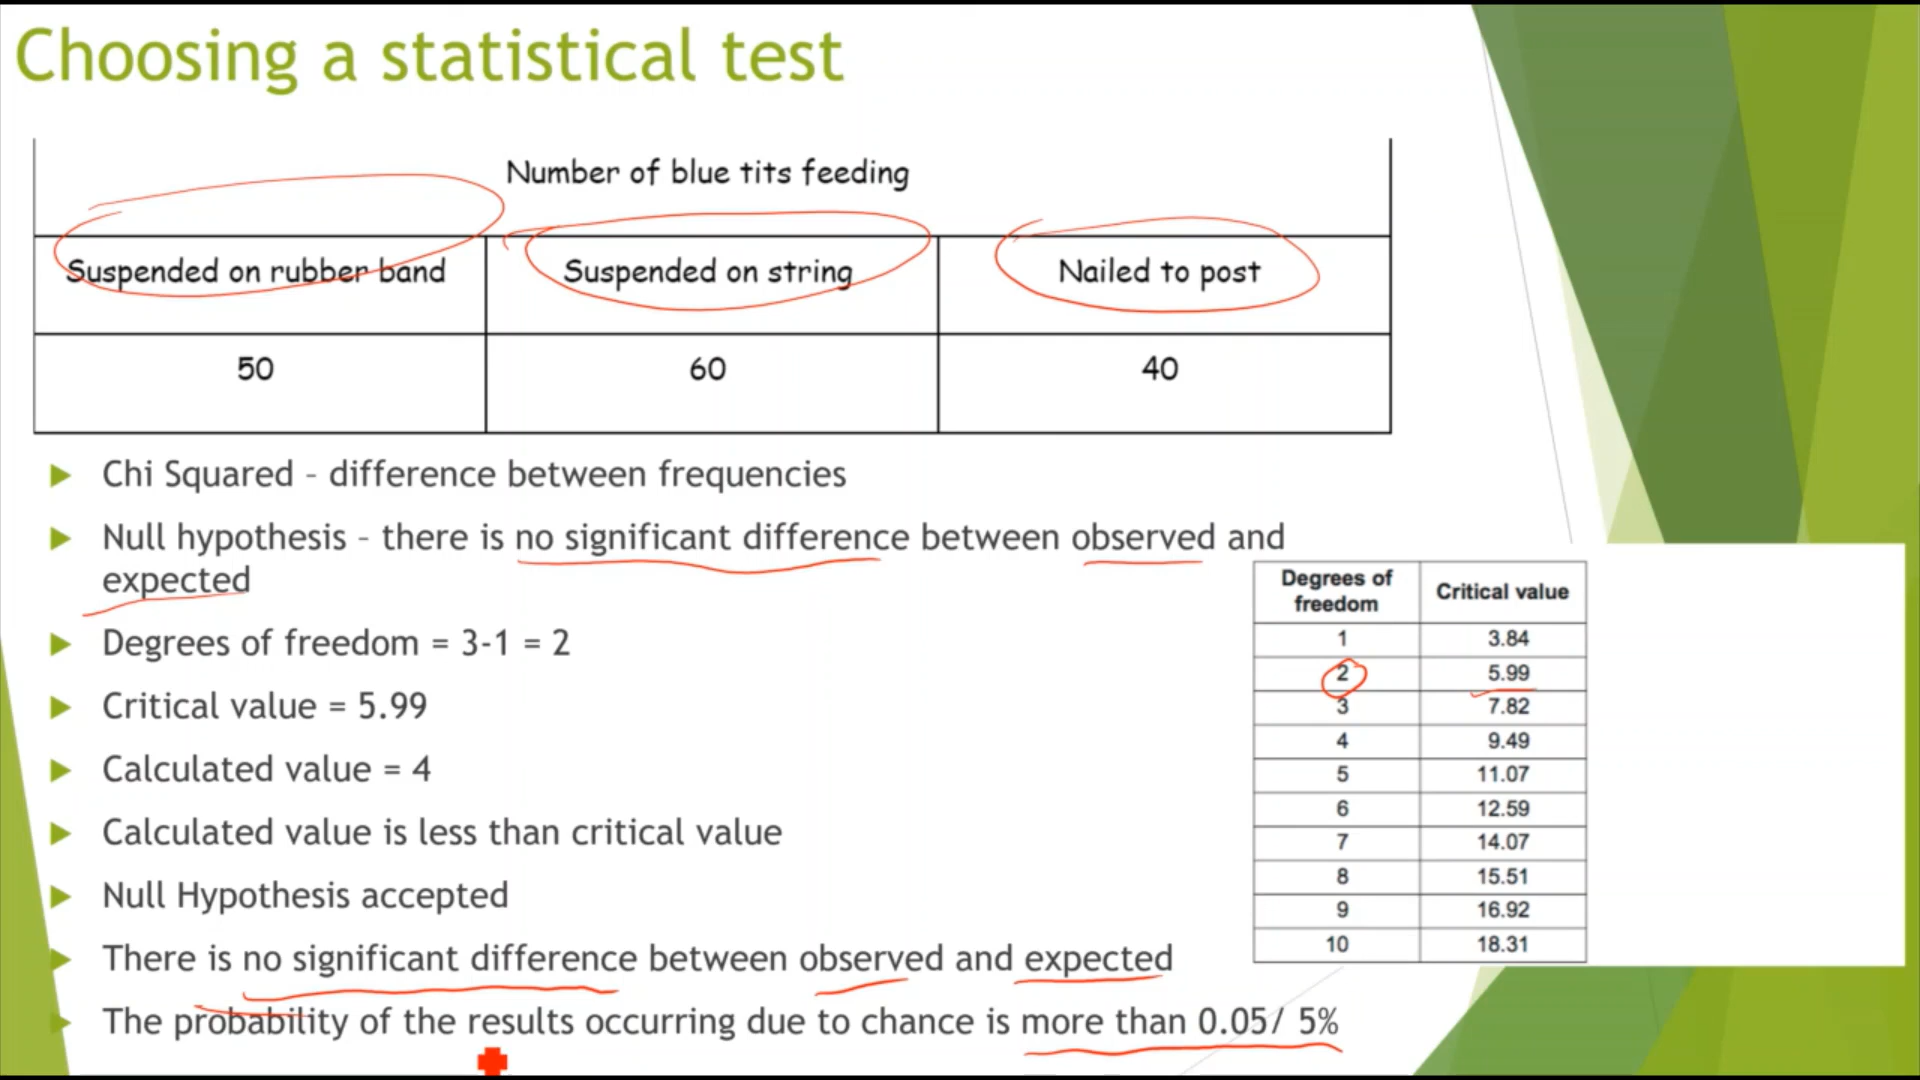 Choosing a statistical test
Number of blue tits feeding
Suspended on rubber band
Suspended on string
Nailed to post
50
60
40
Chi Squared – difference between frequencies
Null hypothesis – there is no significant difference between observed and
expected
Degrees of freedom = 3-1 = 2
Critical value = 5.99
Calculated value = 4
Calculated value is less than critical value
Null Hypothesis accepted
There is no significant difference between observed and expected
The probability of the results occurring due to chance is more than 0.05/ 5%
Degrees of
freedom
Critical value
1 3.84
2 5.99
3 7.82
4 9.49
5 11.07
6 12.59
7 14.07
8 15.51
9 16.92
10 18.31